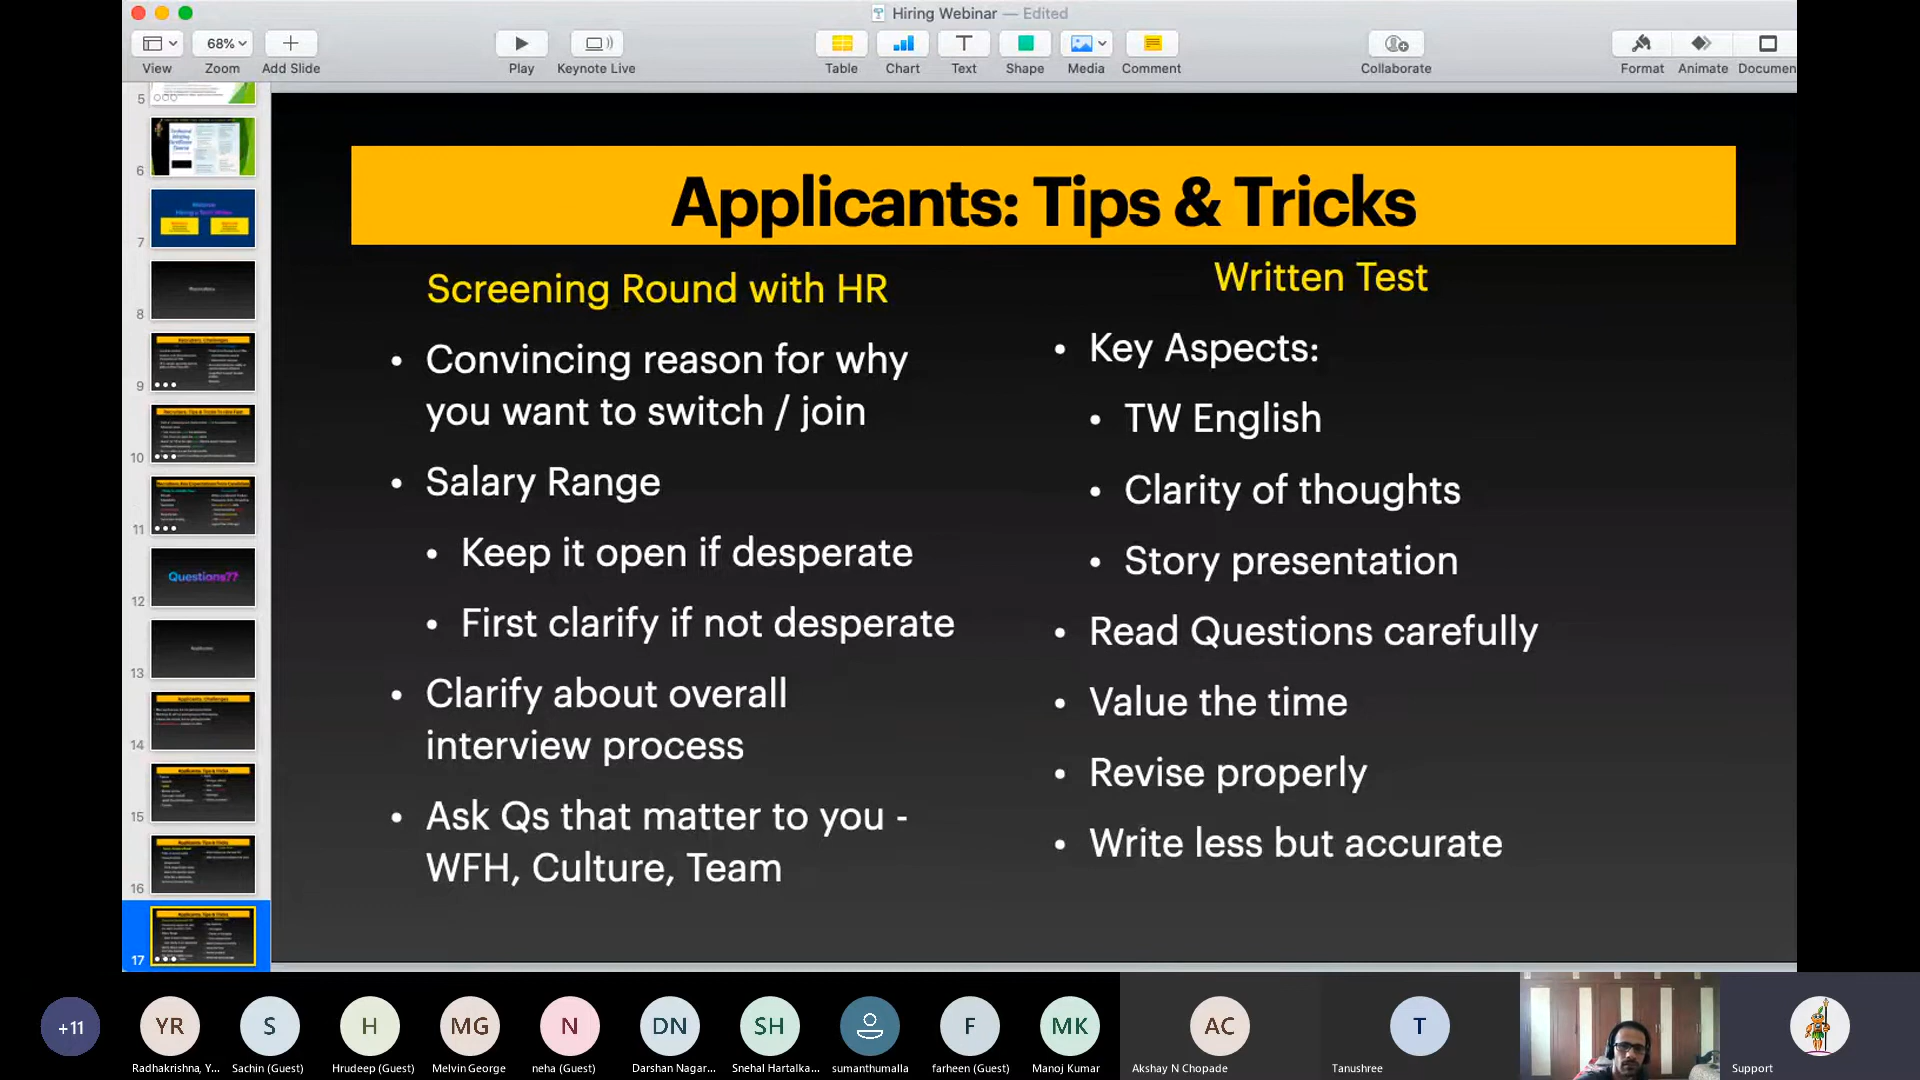 Hiring Webinar — Edited
68%
View
Zoom
Add Slide
Play
Keynote Live
Table
Chart
Text
Shape
Media
Comment
Collaborate
Format
Animate
Documen
5
6
7
8
9
10
11
12
Questions??
13
14
15
16
17
Applicants: Tips & Tricks
Screening Round with HR
• Convincing reason for why
you want to switch / join
• Salary Range
• Keep it open if desperate
• First clarify if not desperate
• Clarify about overall
interview process
• Ask Qs that matter to you -
WFH, Culture, Team
Written Test
• Key Aspects:
• TW English
• Clarity of thoughts
• Story presentation
• Read Questions carefully
• Value the time
• Revise properly
• Write less but accurate
+11
YR
S
H
MG
N
DN
SH
F
MK
AC
T
Radhakrishna, Y...
Sachin (Guest)
Hrudeep (Guest)
Melvin George
neha (Guest)
Darshan Nagar...
Snehal Hartalka...
sumanthumalla
farheen (Guest)
Manoj Kumar
Akshay N Chopade
Tanushree
Support